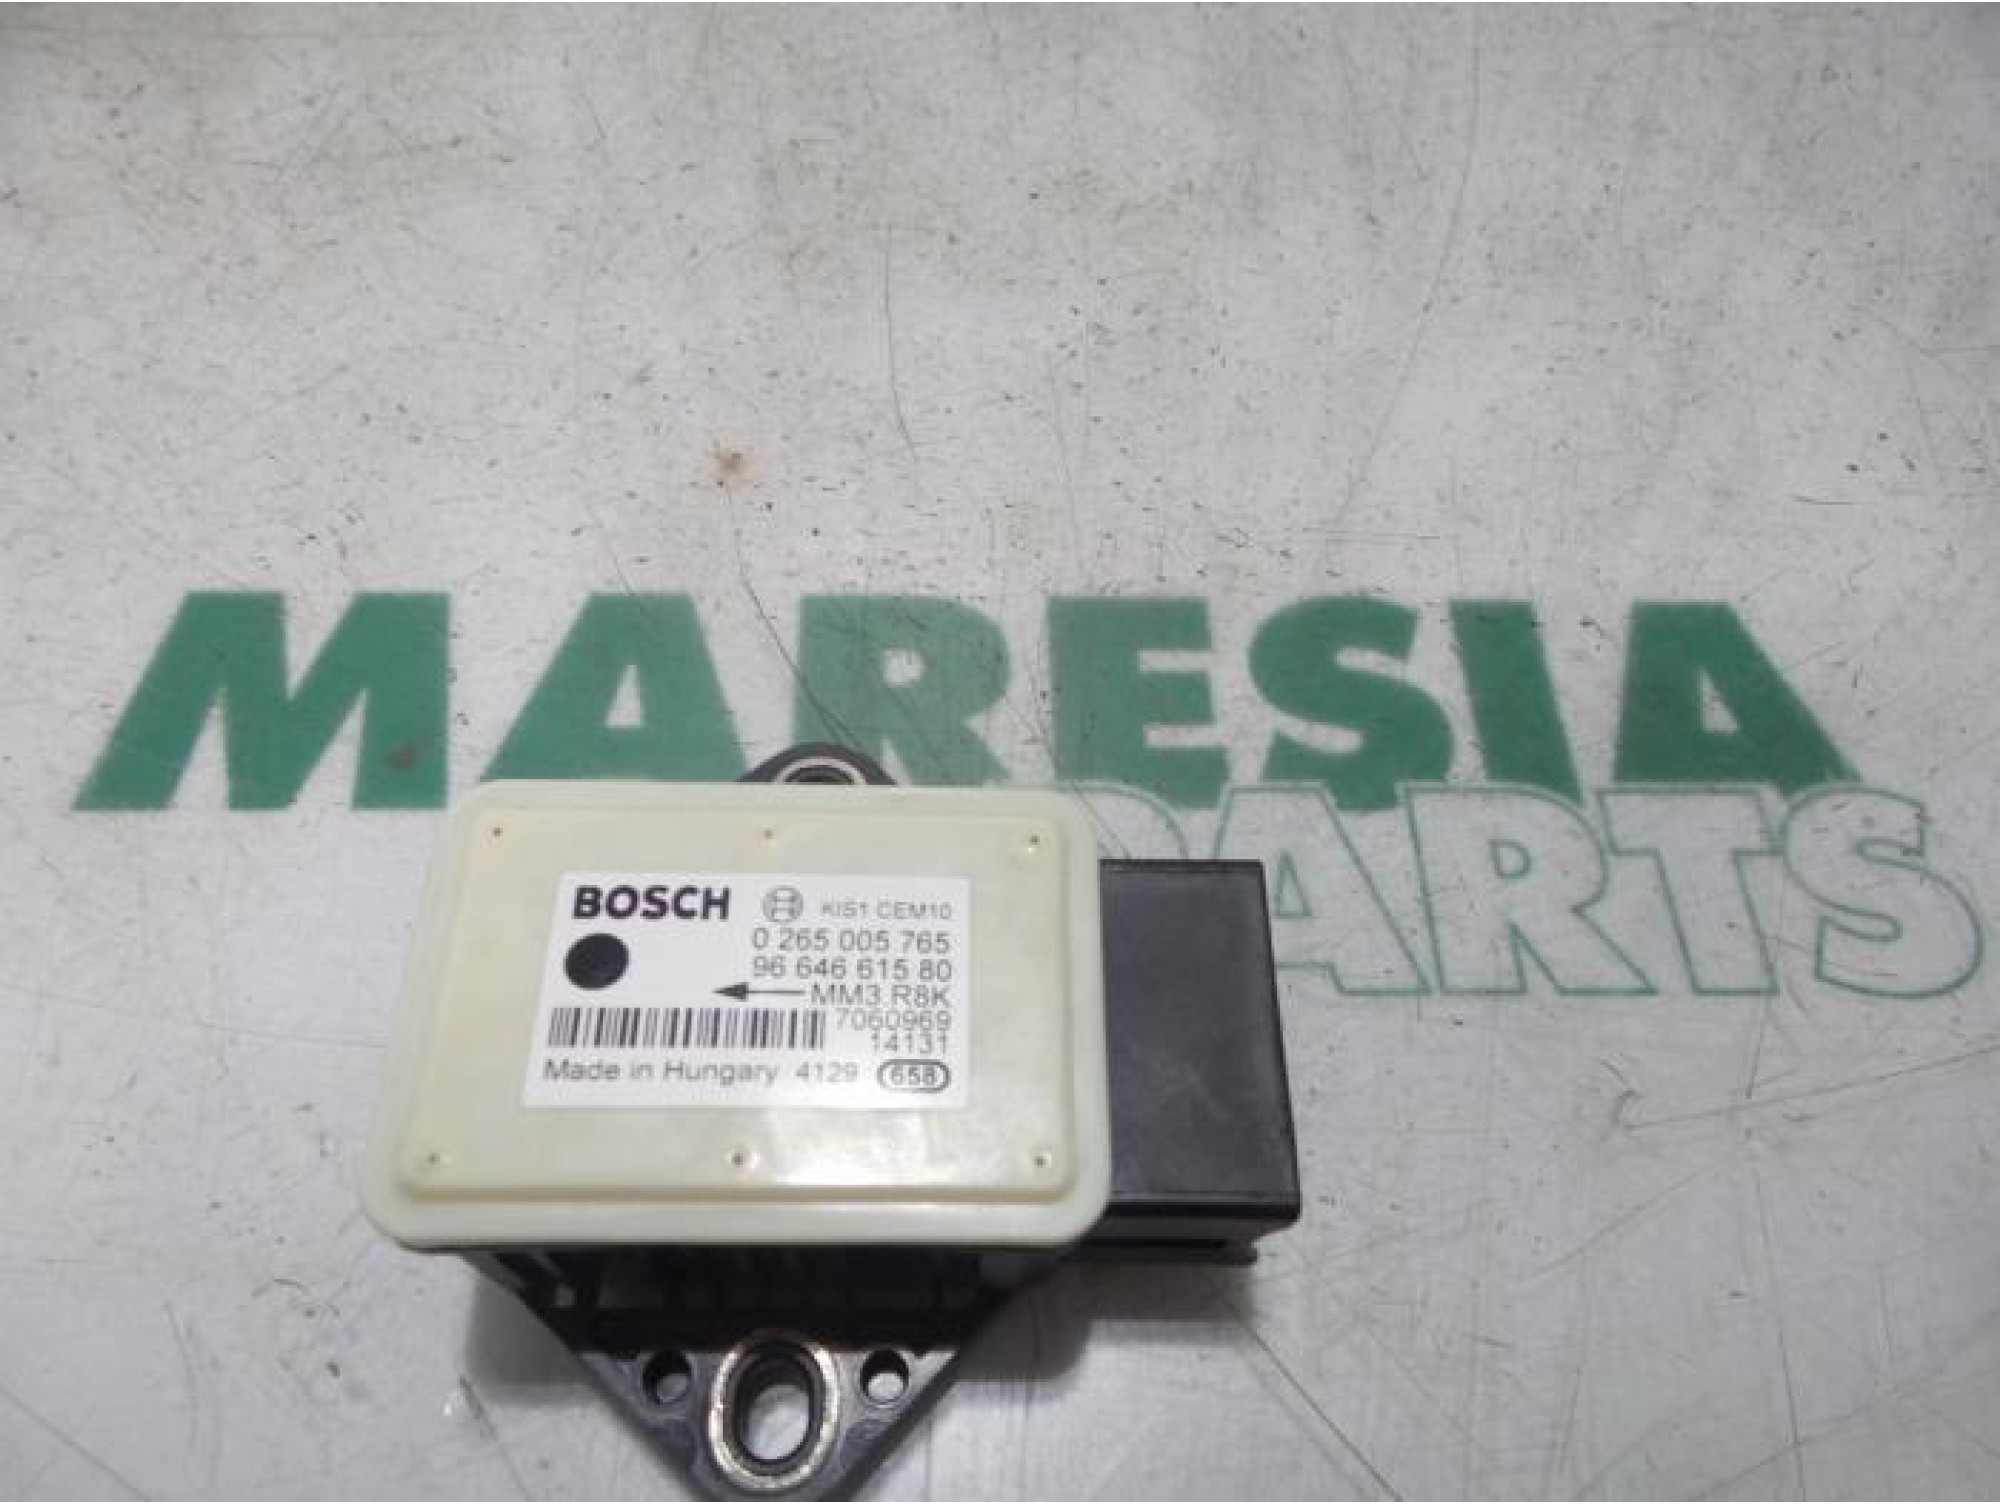 MARESIA
PARTS
BOSCH KIS1 CEM10
0 265 005 765
96 646 615 80
MM3.R8K
7060969
14131
Made in Hungary 4129 658